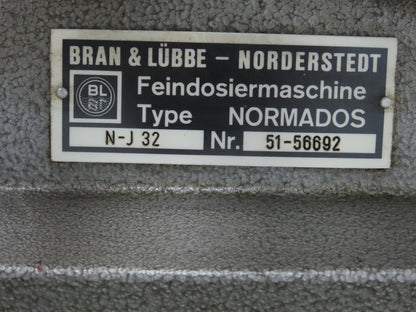 BRAN & LÜBBE – NORDERSTEDT
BL
Feindosiermaschine
Type NORMADOS
N-J 32 Nr. 51-56692